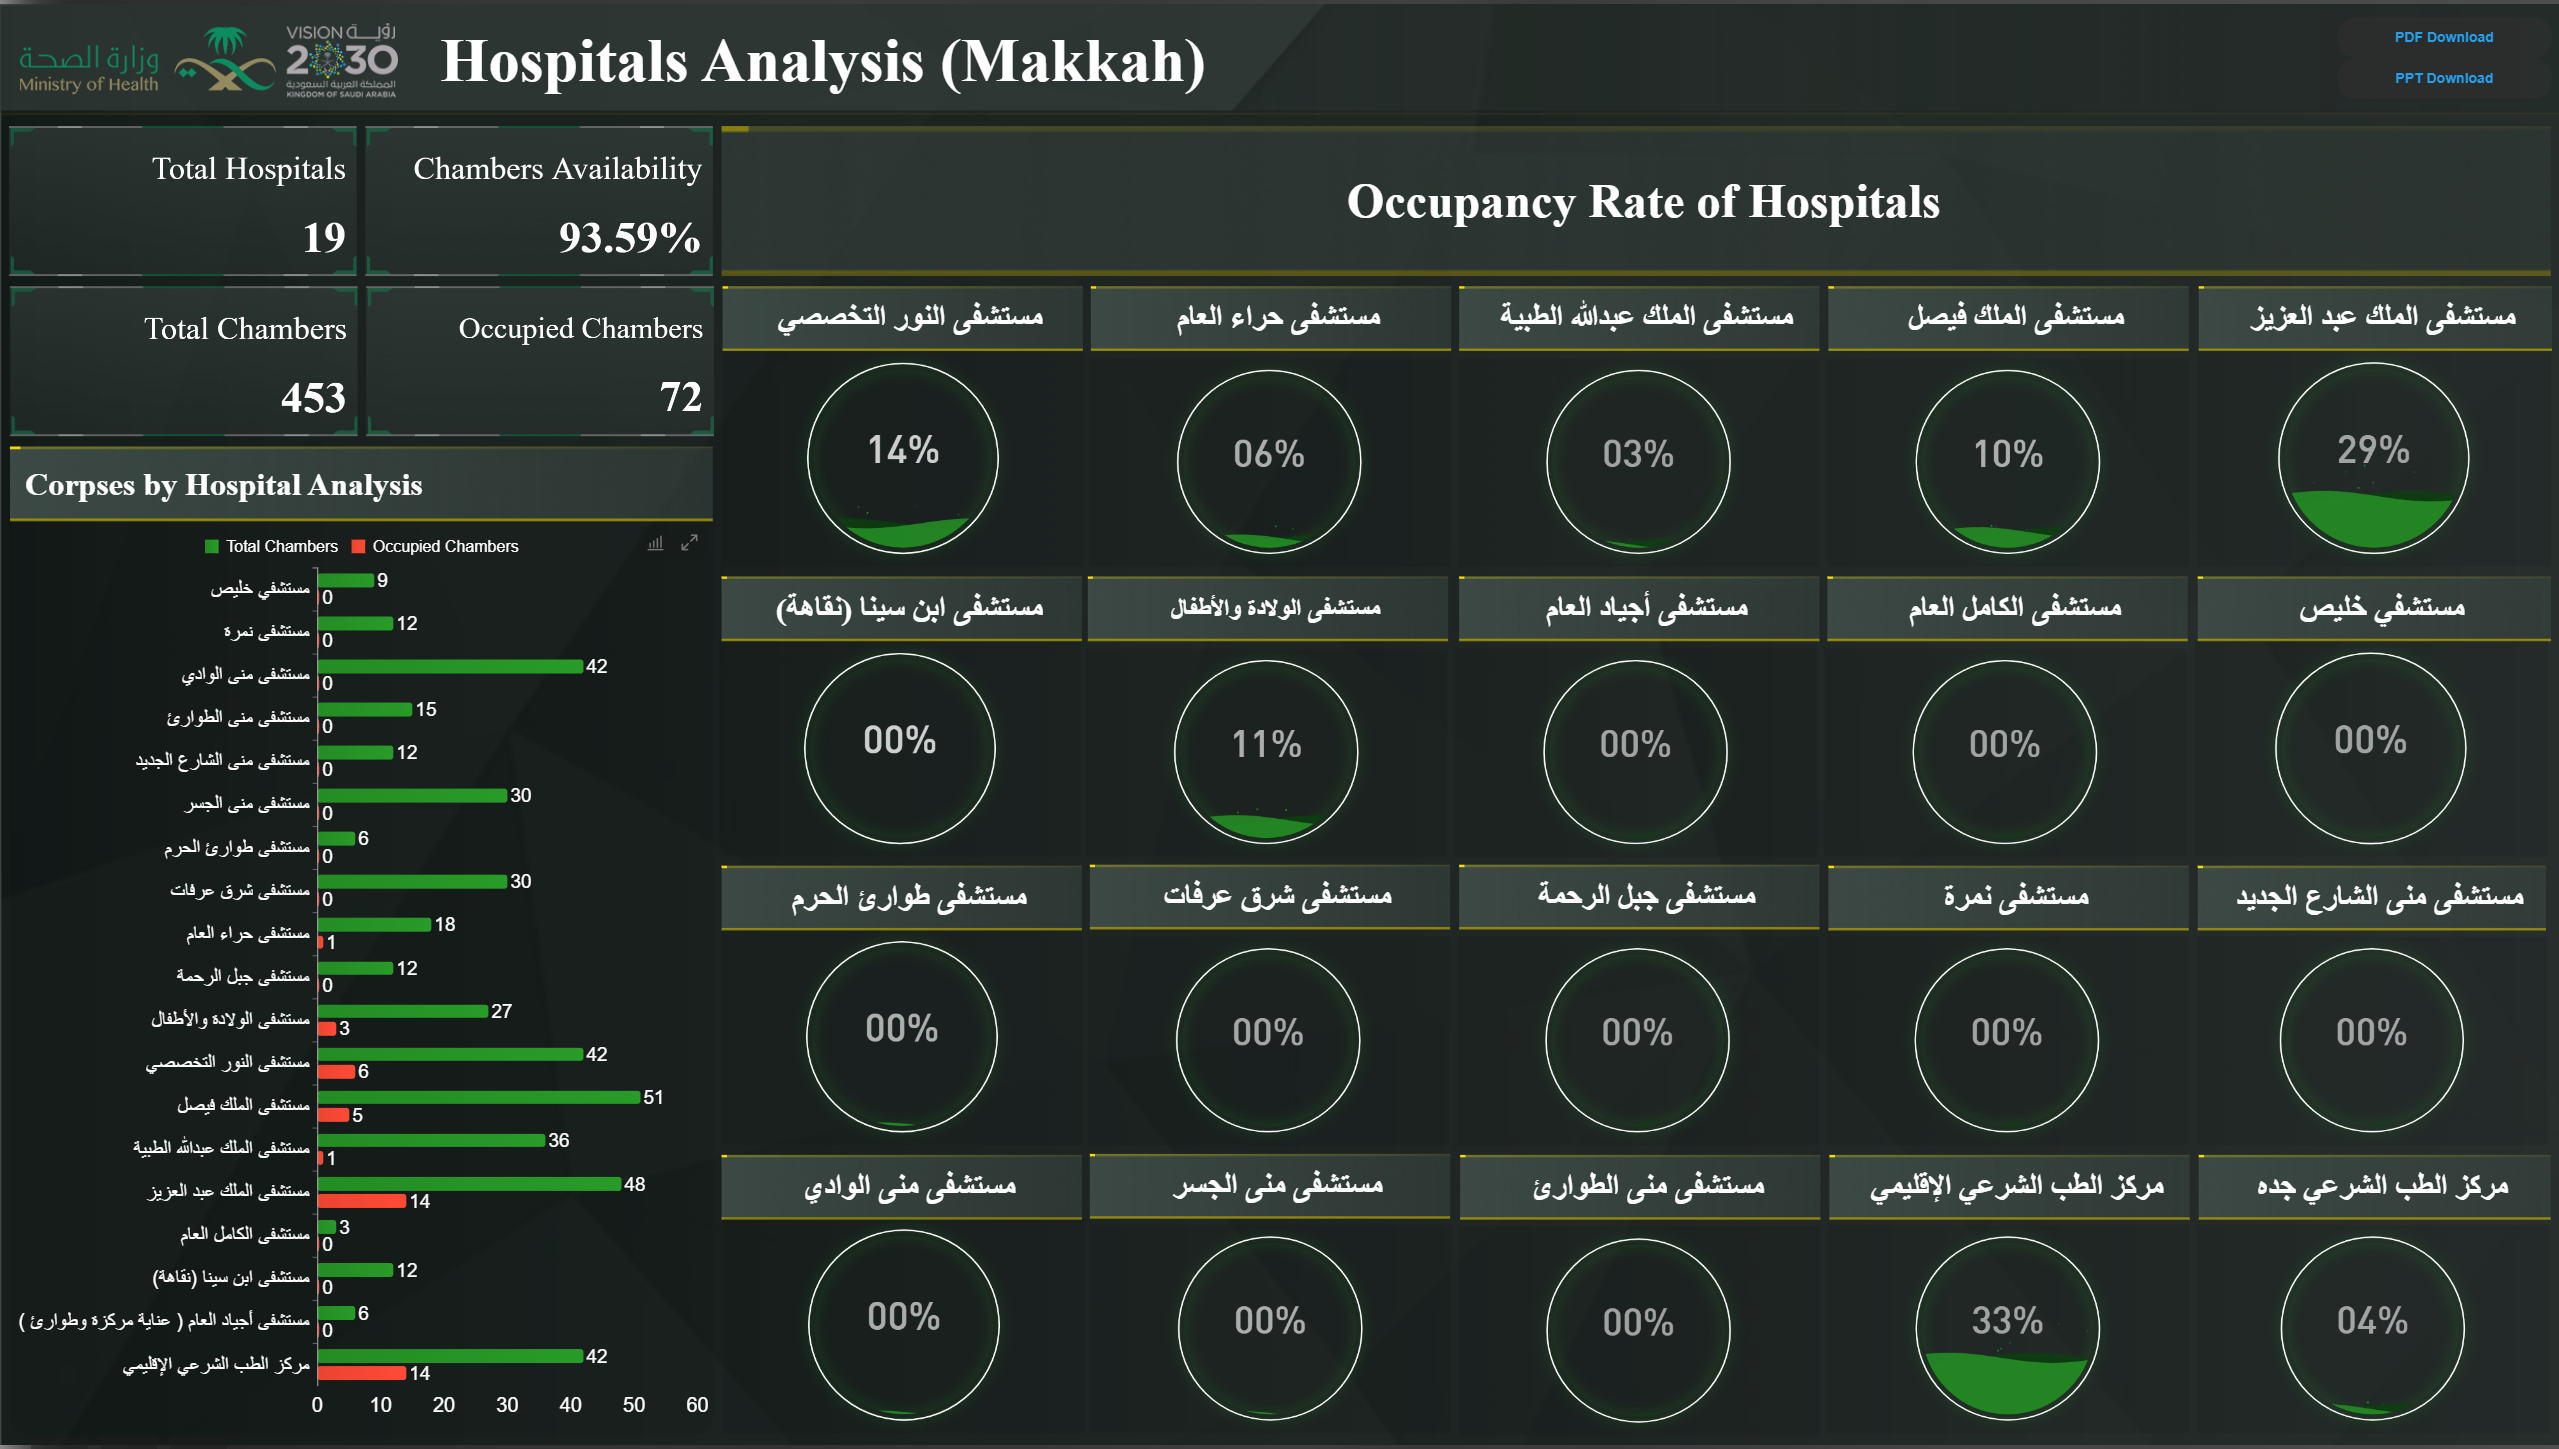 وزارة الصحة
Ministry of Health
VISION رؤيـــة
2030
المملكة العربية السعودية
KINGDOM OF SAUDI ARABIA
Hospitals Analysis (Makkah)
PDF Download
PPT Download
Total Hospitals
19
Chambers Availability
93.59%
Total Chambers
453
Occupied Chambers
72
Corpses by Hospital Analysis
Total Chambers Occupied Chambers
مستشفي خليص
9
0
مستشفى نمرة
12
0
مستشفى منى الوادي
42
0
مستشفى منى الطوارئ
15
0
مستشفى منى الشارع الجديد
12
0
مستشفى منى الجسر
30
0
مستشفى طوارئ الحرم
6
0
مستشفى شرق عرفات
30
0
مستشفى حراء العام
18
1
مستشفى جبل الرحمة
12
0
مستشفى الولادة والأطفال
27
3
مستشفى النور التخصصي
42
6
مستشفى الملك فيصل
51
5
مستشفى الملك عبدالله الطبية
36
1
مستشفى الملك عبد العزيز
48
14
مستشفى الكامل العام
3
0
مستشفى ابن سينا (نقاهة)
12
0
مستشفى أجياد العام ( عناية مركزة وطوارئ )
6
0
مركز الطب الشرعي الإقليمي
42
14
0 10 20 30 40 50 60
Occupancy Rate of Hospitals
مستشفى النور التخصصي
14%
مستشفى حراء العام
06%
مستشفى الملك عبدالله الطبية
03%
مستشفى الملك فيصل
10%
مستشفى الملك عبد العزيز
29%
مستشفى ابن سينا (نقاهة)
00%
مستشفى الولادة والأطفال
11%
مستشفى أجياد العام
00%
مستشفى الكامل العام
00%
مستشفي خليص
00%
مستشفى طوارئ الحرم
00%
مستشفى شرق عرفات
00%
مستشفى جبل الرحمة
00%
مستشفى نمرة
00%
مستشفى منى الشارع الجديد
00%
مستشفى منى الوادي
00%
مستشفى منى الجسر
00%
مستشفى منى الطوارئ
00%
مركز الطب الشرعي الإقليمي
33%
مركز الطب الشرعي جده
04%